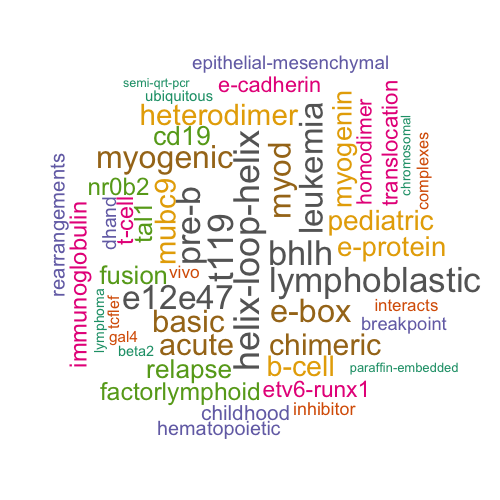 epithelial-mesenchymal
semi-qrt-pcr
e-cadherin
ubiquitous
heterodimer
cd19
myogenic
nr0b2
tal1
t-cell
dhand
mubc9
pre-b
t119
helix-loop-helix
myod
leukemia
myogenin
homodimer
translocation
chromosomal
complexes
rearrangements
immunoglobulin
pediatric
e-protein
bhlh
lymphoblastic
fusion
vivo
e12e47
lymphoma
tcflef
gal4
beta2
basic
acute
e-box
chimeric
interacts
breakpoint
relapse
b-cell
paraffin-embedded
factorlymphoid
etv6-runx1
childhood
inhibitor
hematopoietic